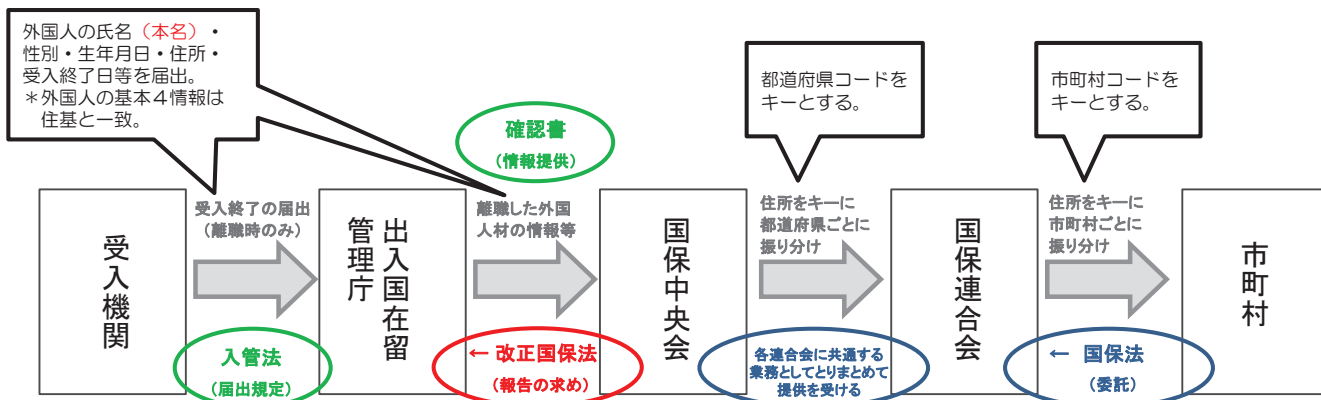 外国人の氏名（本名）・
性別・生年月日・住所・
受入終了日等を届出。
＊外国人の基本４情報は
住基と一致。
確認書
（情報提供）
都道府県コードを
キーとする。
市町村コードを
キーとする。
受入機関
受入終了の届出
（離職時のみ）
入管法
（届出規定）
出入国在留
管理庁
離職した外国
人材の情報等
← 改正国保法
（報告の求め）
国保中央会
住所をキーに
都道府県ごとに
振り分け
各連合会に共通する
業務としてとりまとめて
提供を受ける
国保連合会
住所をキーに
市町村ごとに
振り分け
← 国保法
（委託）
市町村